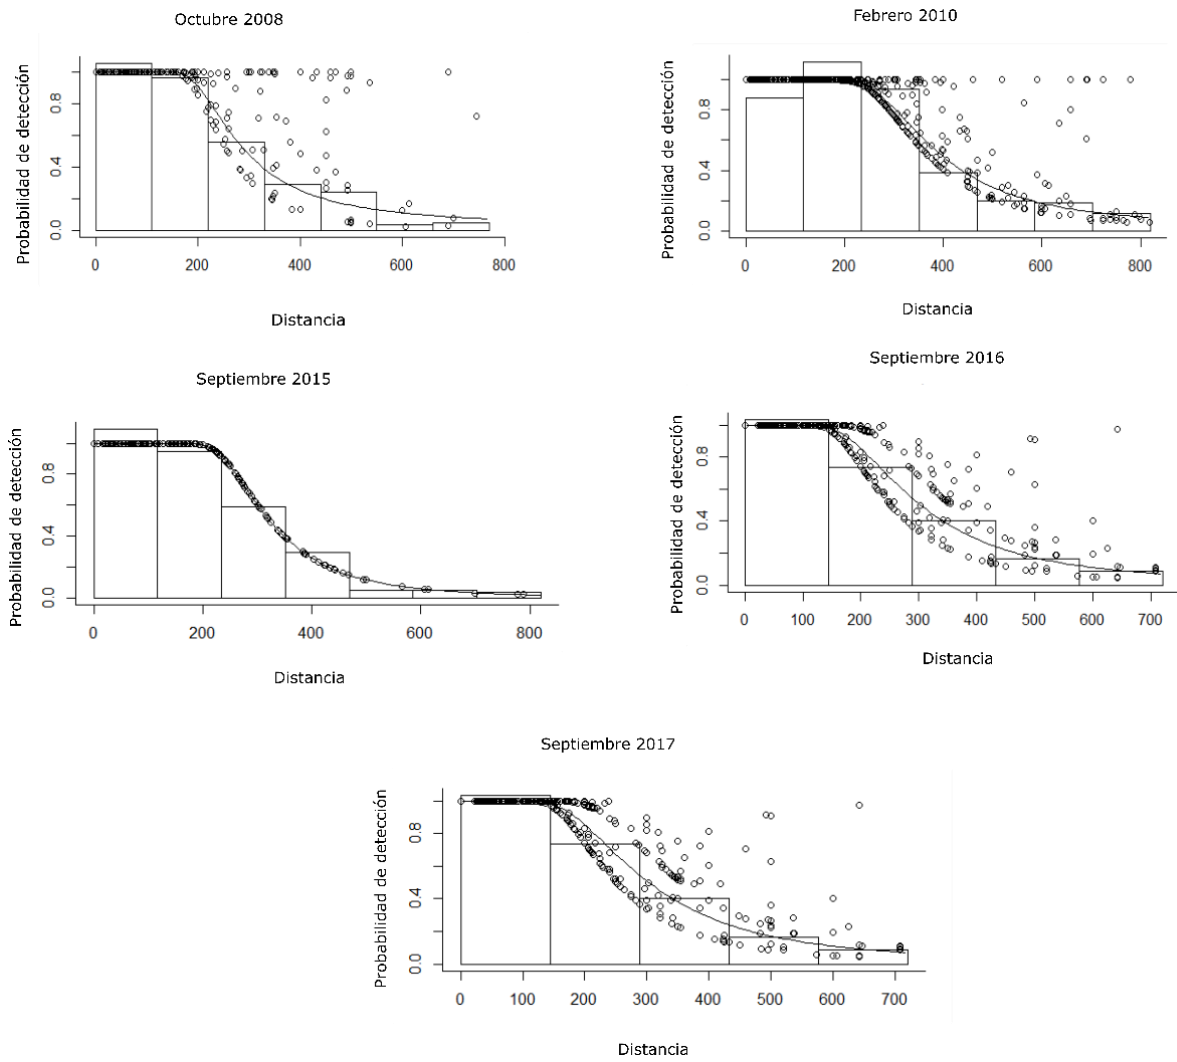 Octubre 2008
Probabilidad de detección
0.0 0.4 0.8
0 200 400 600 800
Distancia
Febrero 2010
Probabilidad de detección
0.0 0.4 0.8
0 200 400 600 800
Distancia
Septiembre 2015
Probabilidad de detección
0.0 0.4 0.8
0 200 400 600 800
Distancia
Septiembre 2016
Probabilidad de detección
0.0 0.4 0.8
0 100 200 300 400 500 600 700
Distancia
Septiembre 2017
Probabilidad de detección
0.0 0.4 0.8
0 100 200 300 400 500 600 700
Distancia